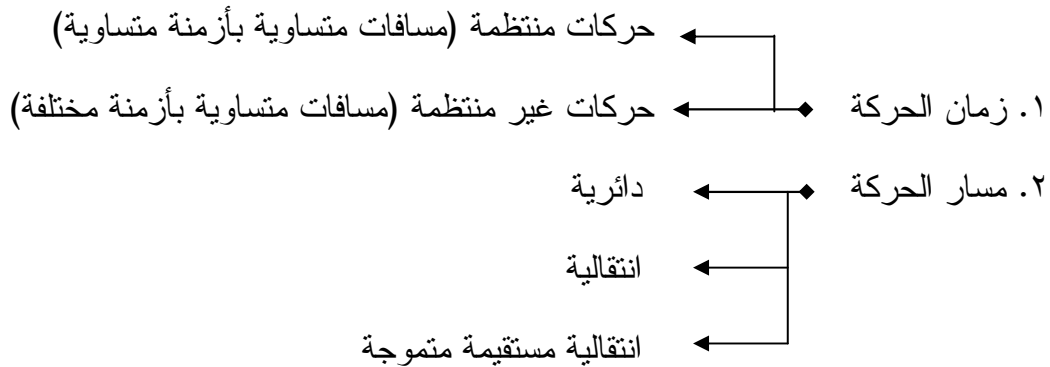 حركات منتظمة (مسافات متساوية بأزمنة متساوية)
١. زمان الحركة حركات غير منتظمة (مسافات متساوية بأزمنة مختلفة)
٢. مسار الحركة دائرية
انتقالية
انتقالية مستقيمة متموجة